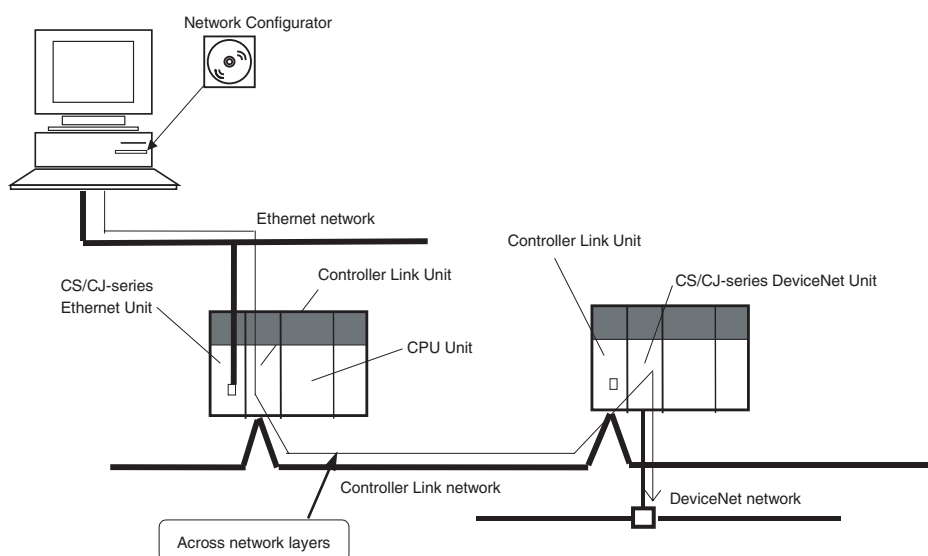 Network Configurator
Ethernet network
Controller Link Unit
CS/CJ-series
Ethernet Unit
Controller Link Unit
CS/CJ-series DeviceNet Unit
CPU Unit
Controller Link network
DeviceNet network
Across network layers